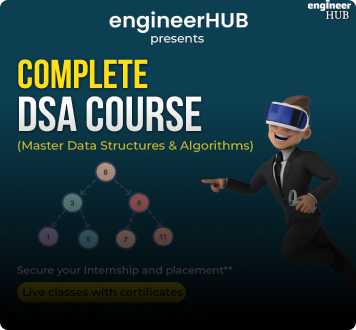 engineer
HUB
engineerHUB
presents
COMPLETE
DSA COURSE
(Master Data Structures & Algorithms)
6
3
9
1
5
7
11
Secure your Internship and placement**
Live classes with certificates